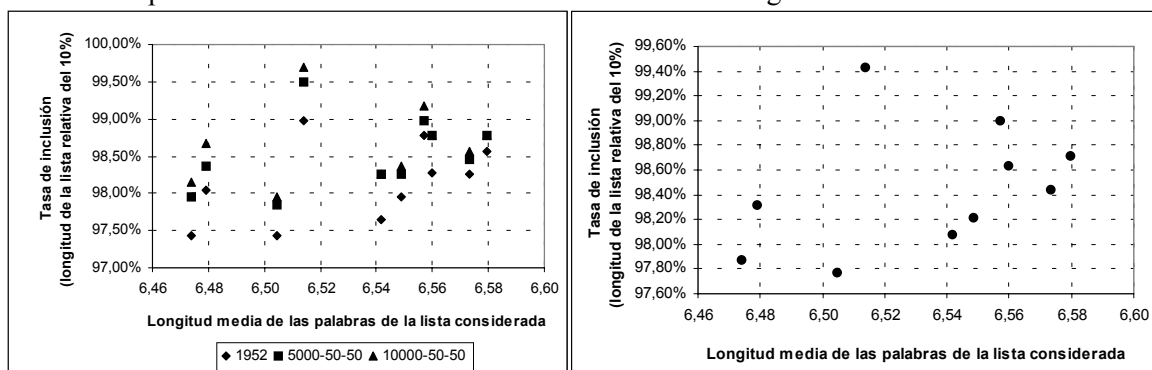 100,00%
99,50%
99,00%
98,50%
98,00%
97,50%
97,00%
6,46 6,48 6,50 6,52 6,54 6,56 6,58 6,60
Tasa de inclusión
(longitud de la lista relativa del 10%)
Longitud media de las palabras de la lista considerada
1952 5000-50-50 10000-50-50
99,60%
99,40%
99,20%
99,00%
98,80%
98,60%
98,40%
98,20%
98,00%
97,80%
97,60%
6,46 6,48 6,50 6,52 6,54 6,56 6,58 6,60
Tasa de inclusión
(longitud de la lista relativa del 10%)
Longitud media de las palabras de la lista considerada